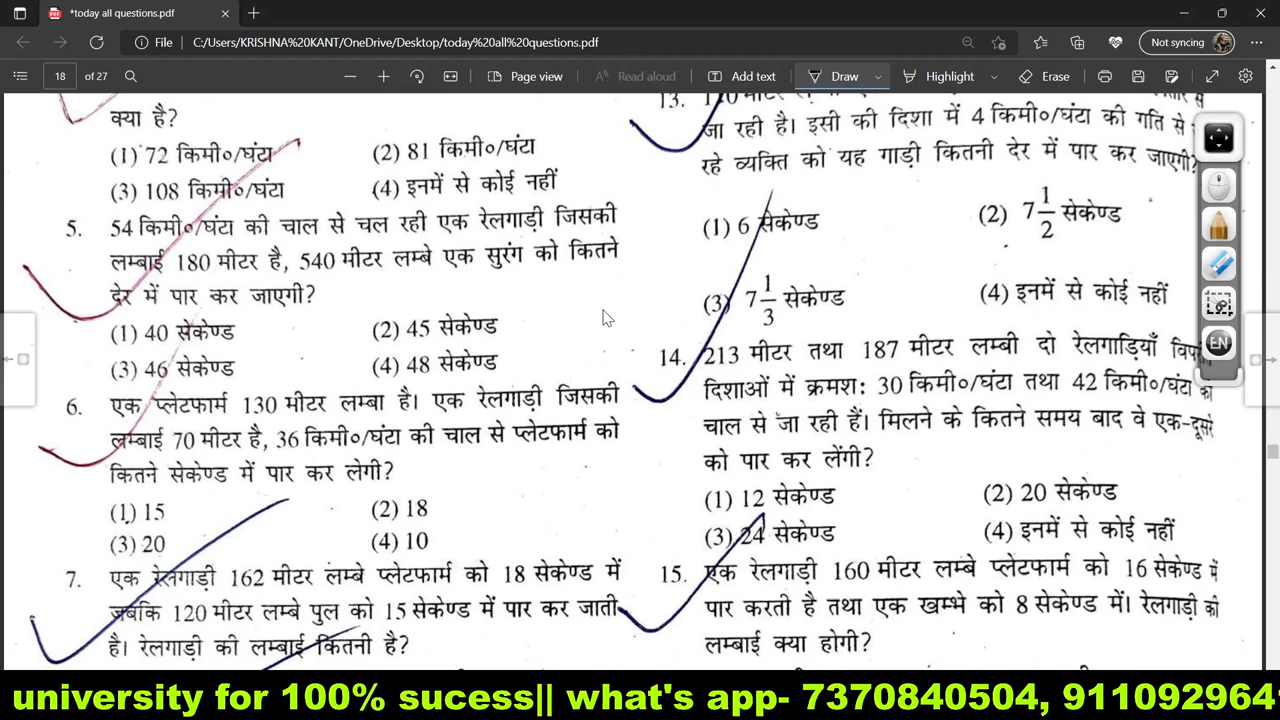 *today all questions.pdf
File C:/Users/KRISHNA%20KANT/OneDrive/Desktop/today%20all%20questions.pdf Not syncing
18 of 27 Page view Read aloud Add text Draw Highlight Erase
क्या है?
(1) 72 किमी०/घंटा (2) 81 किमी०/घंटा
(3) 108 किमी०/घंटा (4) इनमें से कोई नहीं
5. 54 किमी०/घंटा की चाल से चल रही एक रेलगाड़ी जिसकी
लम्बाई 180 मीटर है, 540 मीटर लम्बे एक सुरंग को कितने
देर में पार कर जाएगी?
(1) 40 सेकेण्ड (2) 45 सेकेण्ड
(3) 46 सेकेण्ड (4) 48 सेकेण्ड
6. एक प्लेटफार्म 130 मीटर लम्बा है। एक रेलगाड़ी जिसकी
लम्बाई 70 मीटर है, 36 किमी०/घंटा की चाल से प्लेटफार्म को
कितने सेकेण्ड में पार कर लेगी?
(1) 15 (2) 18
(3) 20 (4) 10
7. एक रेलगाड़ी 162 मीटर लम्बे प्लेटफार्म को 18 सेकेण्ड में
जबकि 120 मीटर लम्बे पुल को 15 सेकेण्ड में पार कर जाती
है। रेलगाड़ी की लम्बाई कितनी है?
13. मीटर
जा रही है। इसी की दिशा में 4 किमी०/घंटा की गति से
रहे व्यक्ति को यह गाड़ी कितनी देर में पार कर जाएगी?
(1) 6 सेकेण्ड (2) 7 1/2 सेकेण्ड
(3) 7 1/3 सेकेण्ड (4) इनमें से कोई नहीं
14. 213 मीटर तथा 187 मीटर लम्बी दो रेलगाड़ियाँ
दिशाओं में क्रमशः 30 किमी०/घंटा तथा 42 किमी०/घंटा की
चाल से जा रही हैं। मिलने के कितने समय बाद वे एक-दूसरे
को पार कर लेंगी?
(1) 12 सेकेण्ड (2) 20 सेकेण्ड
(3) 24 सेकेण्ड (4) इनमें से कोई नहीं
15. एक रेलगाड़ी 160 मीटर लम्बे प्लेटफार्म को 16 सेकेण्ड में
पार करती है तथा एक खम्भे को 8 सेकेण्ड में। रेलगाड़ी की
लम्बाई क्या होगी?
EN
university for 100% sucess|| what's app- 7370840504, 911092964